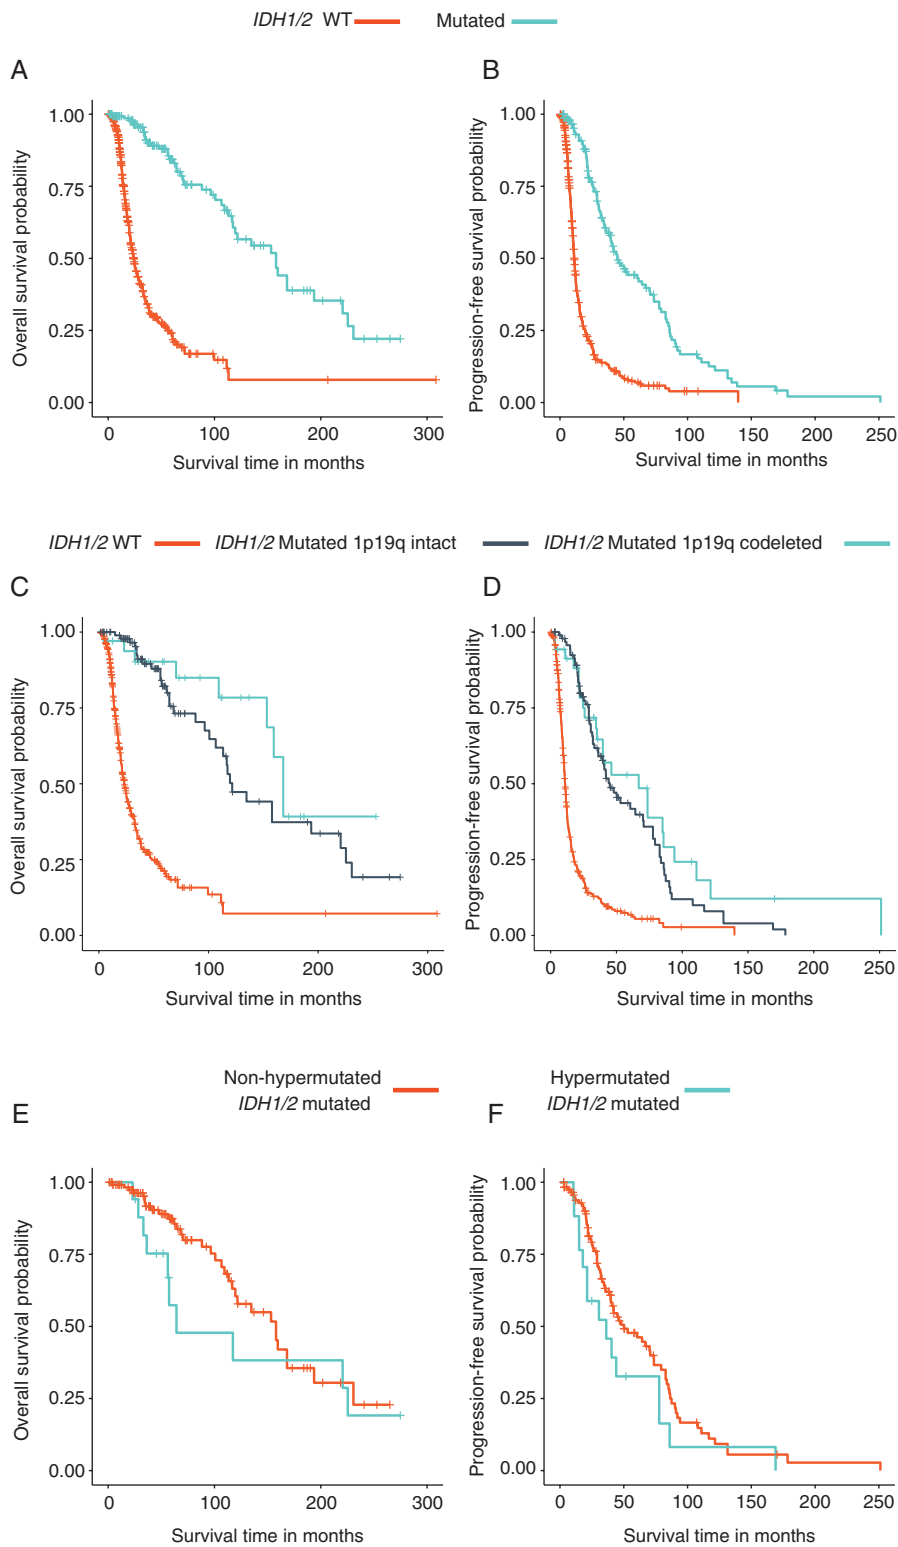 IDH1/2 WT Mutated
A B
1.00
0.75
0.50
0.25
0.00
Overall survival probability
0 100 200 300
Survival time in months
1.00
0.75
0.50
0.25
0.00
Progression-free survival probability
0 50 100 150 200 250
Survival time in months
IDH1/2 WT IDH1/2 Mutated 1p19q intact IDH1/2 Mutated 1p19q codeleted
C D
1.00
0.75
0.50
0.25
0.00
Overall survival probability
0 100 200 300
Survival time in months
1.00
0.75
0.50
0.25
0.00
Progression-free survival probability
0 50 100 150 200 250
Survival time in months
Non-hypermutated
IDH1/2 mutated
Hypermutated
IDH1/2 mutated
E F
1.00
0.75
0.50
0.25
0.00
Overall survival probability
0 100 200 300
Survival time in months
1.00
0.75
0.50
0.25
0.00
Progression-free survival probability
0 50 100 150 200 250
Survival time in months